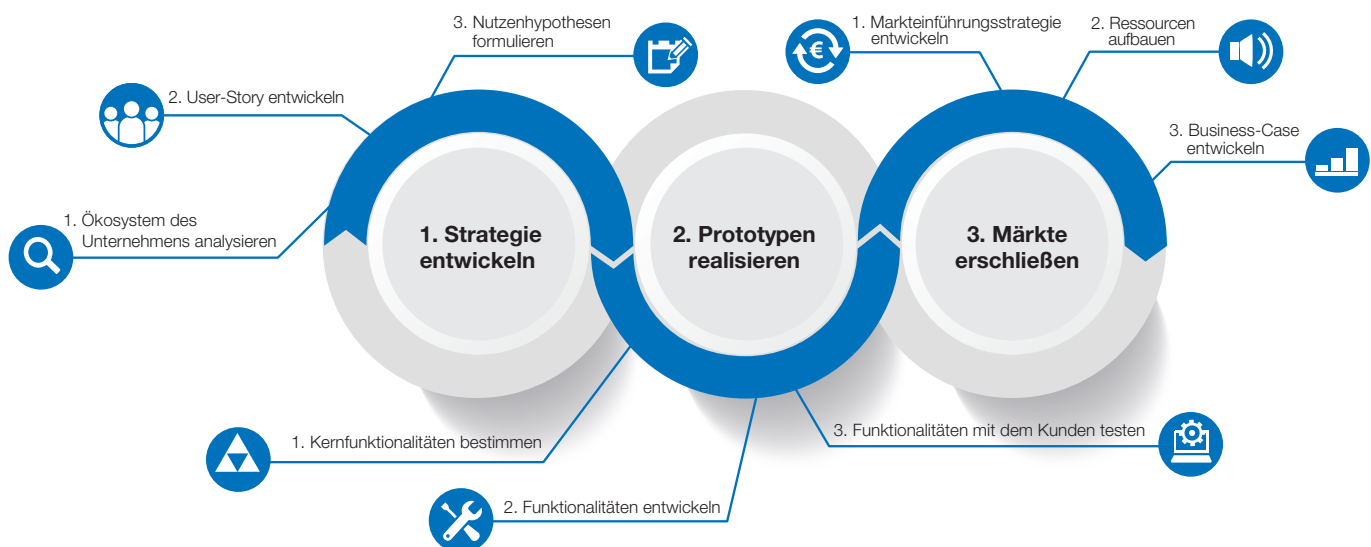 1. Strategie
entwickeln
1. Ökosystem des
Unternehmens analysieren
2. User-Story entwickeln
3. Nutzenhypothesen
formulieren
2. Prototypen
realisieren
1. Kernfunktionalitäten bestimmen
2. Funktionalitäten entwickeln
3. Funktionalitäten mit dem Kunden testen
3. Märkte
erschließen
1. Markteinführungsstrategie
entwickeln
€
2. Ressourcen
aufbauen
3. Business-Case
entwickeln